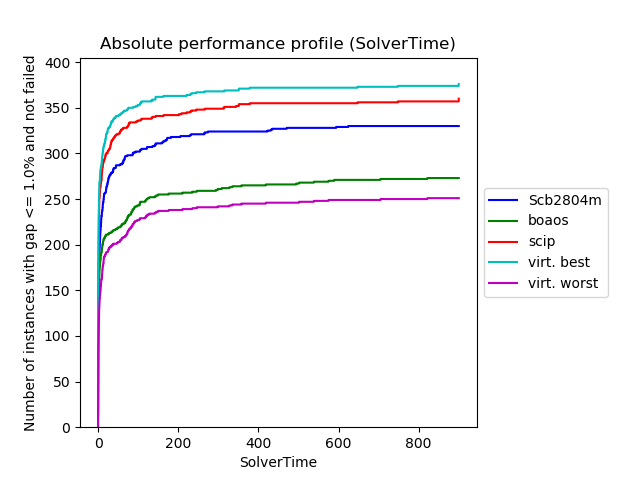 Absolute performance profile (SolverTime)
Number of instances with gap <= 1.0% and not failed
400
350
300
250
200
150
100
50
0
0 200 400 600 800
SolverTime
Scb2804m
boaos
scip
virt. best
virt. worst